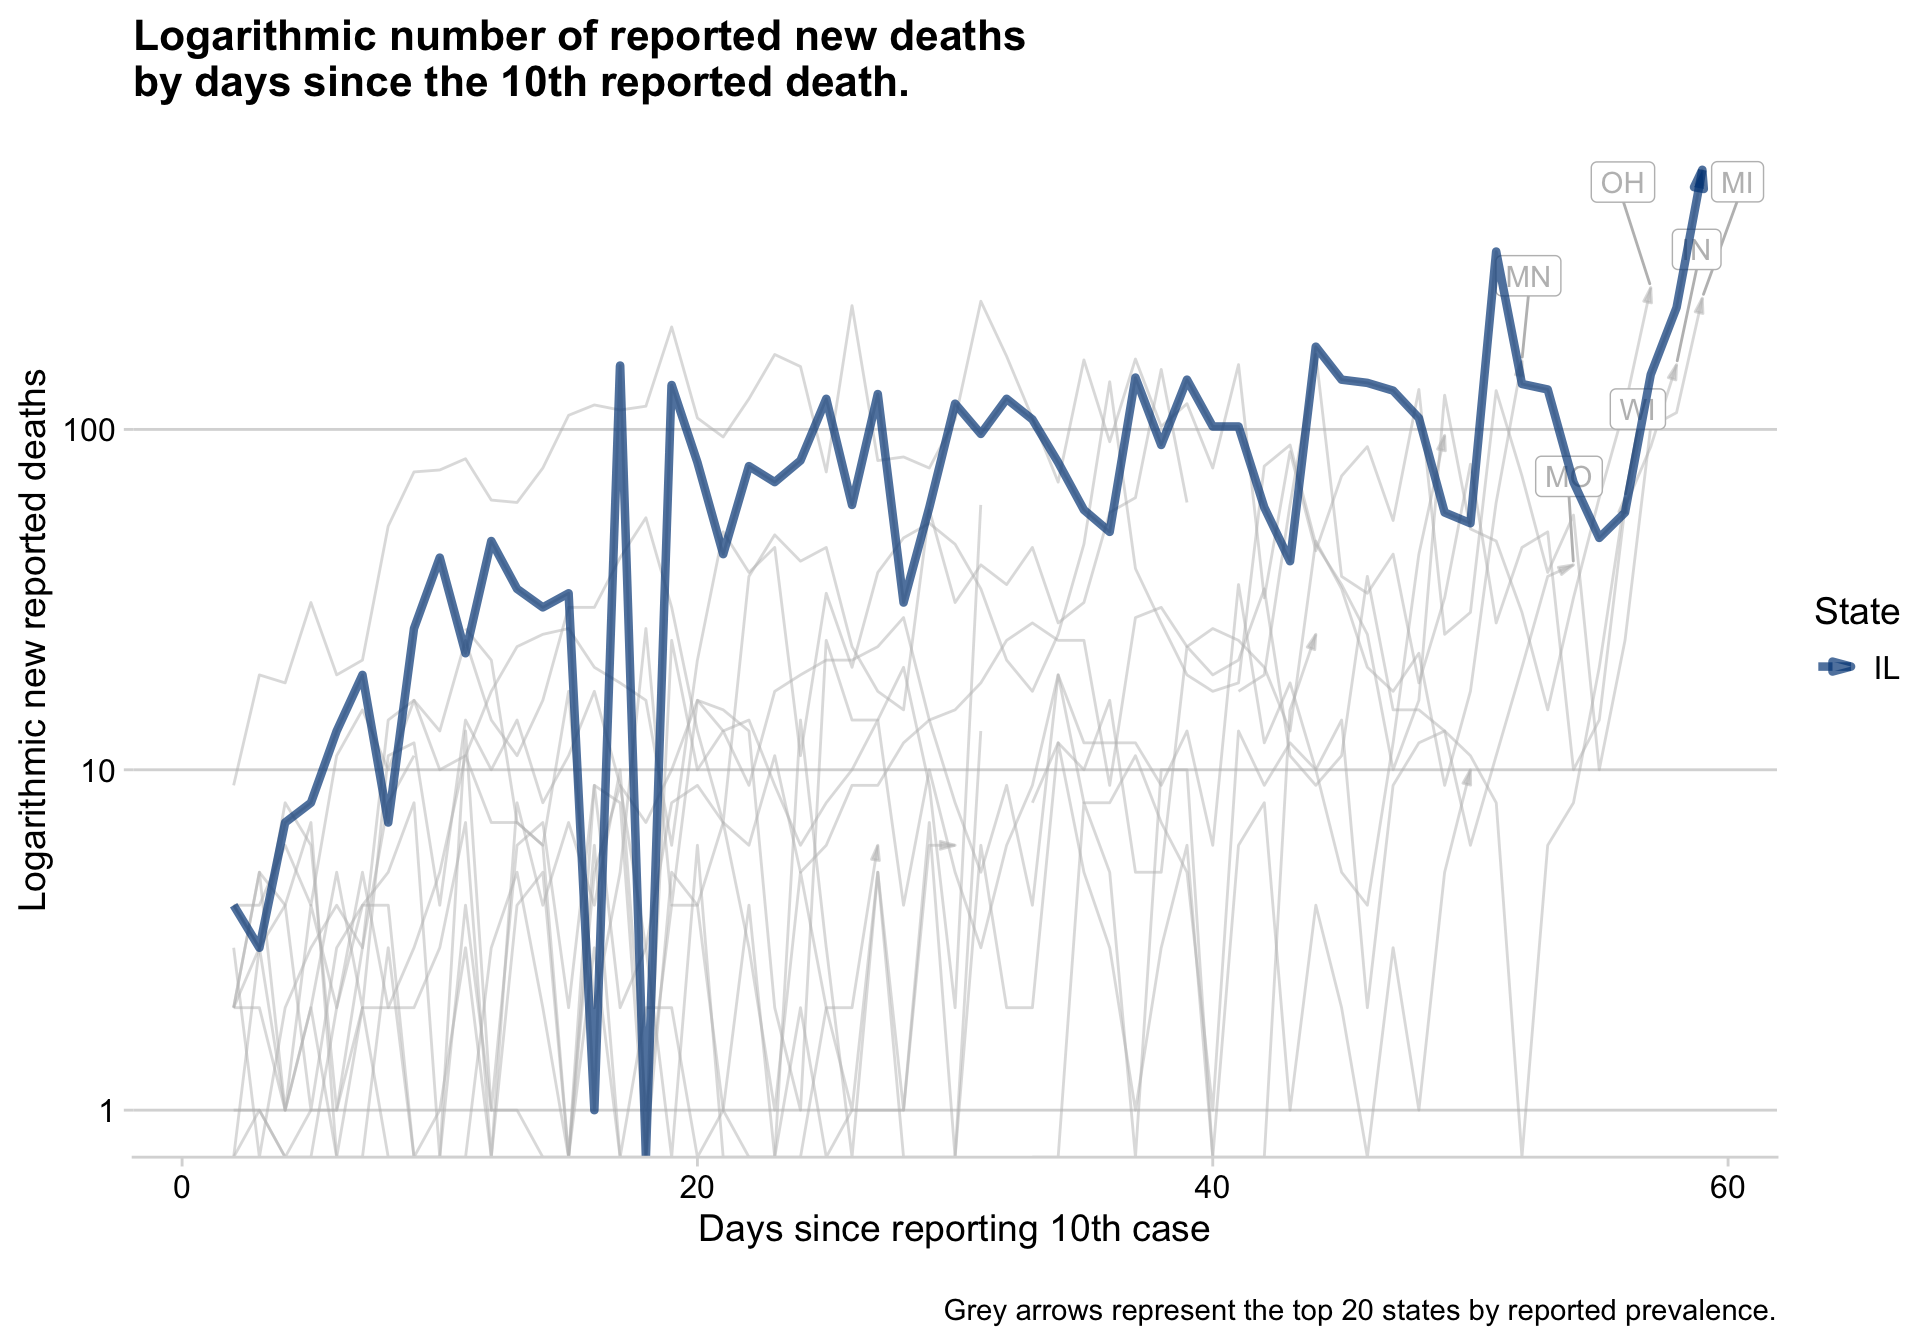 Logarithmic number of reported new deaths
by days since the 10th reported death.
OH
MI
IN
MN
WI
MO
Logarithmic new reported deaths
100
10
1
0
20
40
60
Days since reporting 10th case
State
IL
Grey arrows represent the top 20 states by reported prevalence.